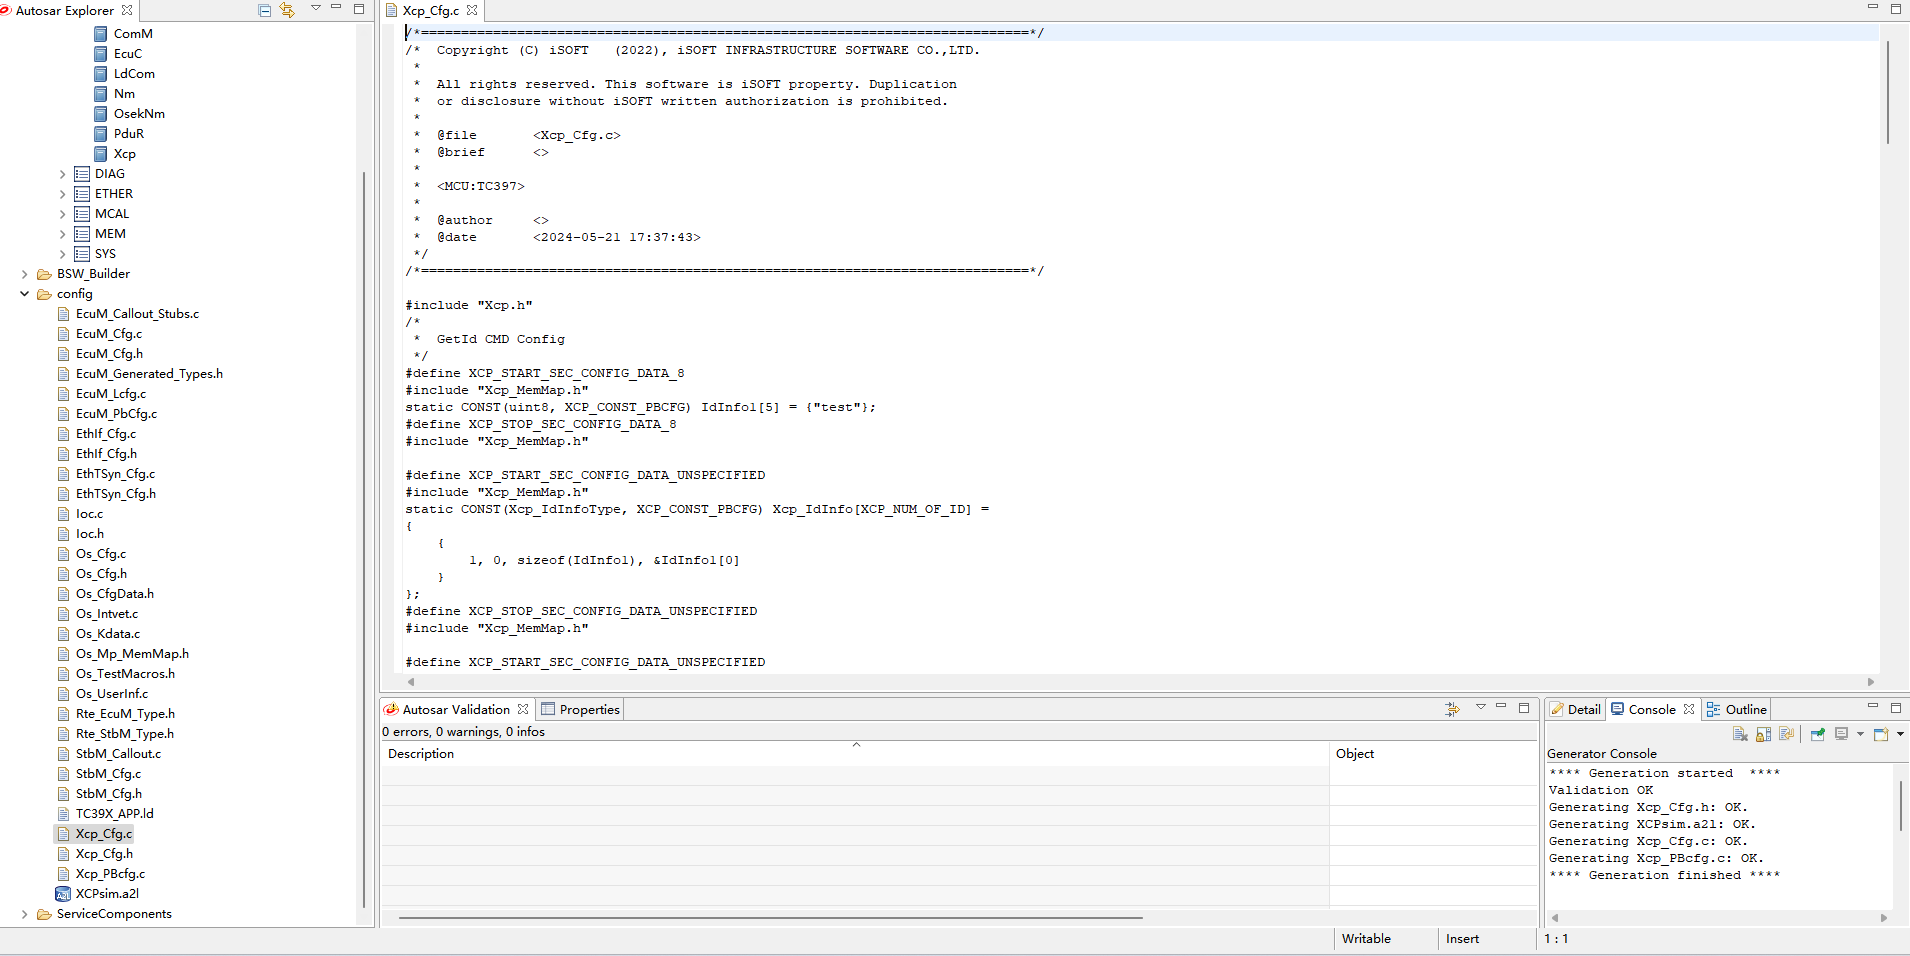 Autosar Explorer
ComM
EcuC
LdCom
Nm
OsekNm
PduR
Xcp
DIAG
ETHER
MCAL
MEM
SYS
BSW_Builder
config
EcuM_Callout_Stubs.c
EcuM_Cfg.c
EcuM_Cfg.h
EcuM_Generated_Types.h
EcuM_Lcfg.c
EcuM_PbCfg.c
EthIf_Cfg.c
EthIf_Cfg.h
EthTSyn_Cfg.c
EthTSyn_Cfg.h
Ioc.c
Ioc.h
Os_Cfg.c
Os_Cfg.h
Os_CfgData.h
Os_Intvet.c
Os_Kdata.c
Os_Mp_MemMap.h
Os_TestMacros.h
Os_UserInf.c
Rte_EcuM_Type.h
Rte_StbM_Type.h
StbM_Callout.c
StbM_Cfg.c
StbM_Cfg.h
TC39X_APP.ld
Xcp_Cfg.c
Xcp_Cfg.h
Xcp_PBcfg.c
A2L XCPsim.a2l
ServiceComponents
Xcp_Cfg.c
/*============================================================================*/
/*  Copyright (C) iSOFT   (2022), iSOFT INFRASTRUCTURE SOFTWARE CO.,LTD.
 *
 *  All rights reserved. This software is iSOFT property. Duplication
 *  or disclosure without iSOFT written authorization is prohibited.
 *
 *  @file       <Xcp_Cfg.c>
 *  @brief      <>
 *
 *  <MCU:TC397>
 *
 *  @author     <>
 *  @date       <2024-05-21 17:37:43>
 */
/*============================================================================*/
#include "Xcp.h"
/*
 *  GetId CMD Config
 */
#define XCP_START_SEC_CONFIG_DATA_8
#include "Xcp_MemMap.h"
static CONST(uint8, XCP_CONST_PBCFG) IdInfo1[5] = {"test"};
#define XCP_STOP_SEC_CONFIG_DATA_8
#include "Xcp_MemMap.h"
#define XCP_START_SEC_CONFIG_DATA_UNSPECIFIED
#include "Xcp_MemMap.h"
static CONST(Xcp_IdInfoType, XCP_CONST_PBCFG) Xcp_IdInfo[XCP_NUM_OF_ID] =
{
    {
        1, 0, sizeof(IdInfo1), &IdInfo1[0]
    }
};
#define XCP_STOP_SEC_CONFIG_DATA_UNSPECIFIED
#include "Xcp_MemMap.h"
#define XCP_START_SEC_CONFIG_DATA_UNSPECIFIED
Autosar Validation
Properties
0 errors, 0 warnings, 0 infos
Description
Object
Detail
Console
Outline
Generator Console
**** Generation started  ****
Validation OK
Generating Xcp_Cfg.h: OK.
Generating XCPsim.a2l: OK.
Generating Xcp_Cfg.c: OK.
Generating Xcp_PBcfg.c: OK.
**** Generation finished ****
Writable
Insert
1 : 1